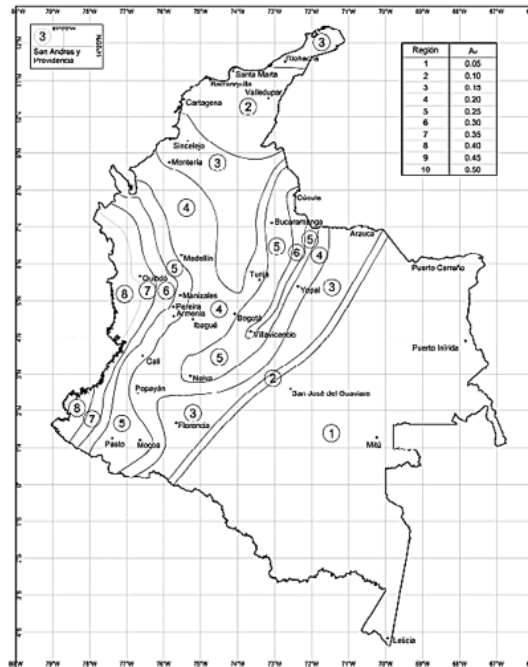 3
San Andres y
Providencia
Región Av
1 0.05
2 0.10
3 0.15
4 0.20
5 0.25
6 0.30
7 0.35
8 0.40
9 0.45
10 0.50
3
Riohacha
Santa Marta
Barranquilla
Valledupar
Cartagena
2
Sincelejo
Montería
3
Cúcuta
4
Bucaramanga
Arauca
5
5
6
4
Medellín
5
Puerto Carreño
Quibdó
Tunja
8
7
6
Yopal
3
Manizales
Pereira
Armenia
4
Bogotá
Ibagué
Villavicencio
Puerto Inírida
Cali
5
Neiva
2
Popayán
San José del Guaviare
8
7
5
3
Florencia
1
Pasto
Mocoa
Mitú
Leticia
80°W
79°W
78°W
77°W
76°W
75°W
74°W
73°W
72°W
71°W
70°W
69°W
68°W
67°W